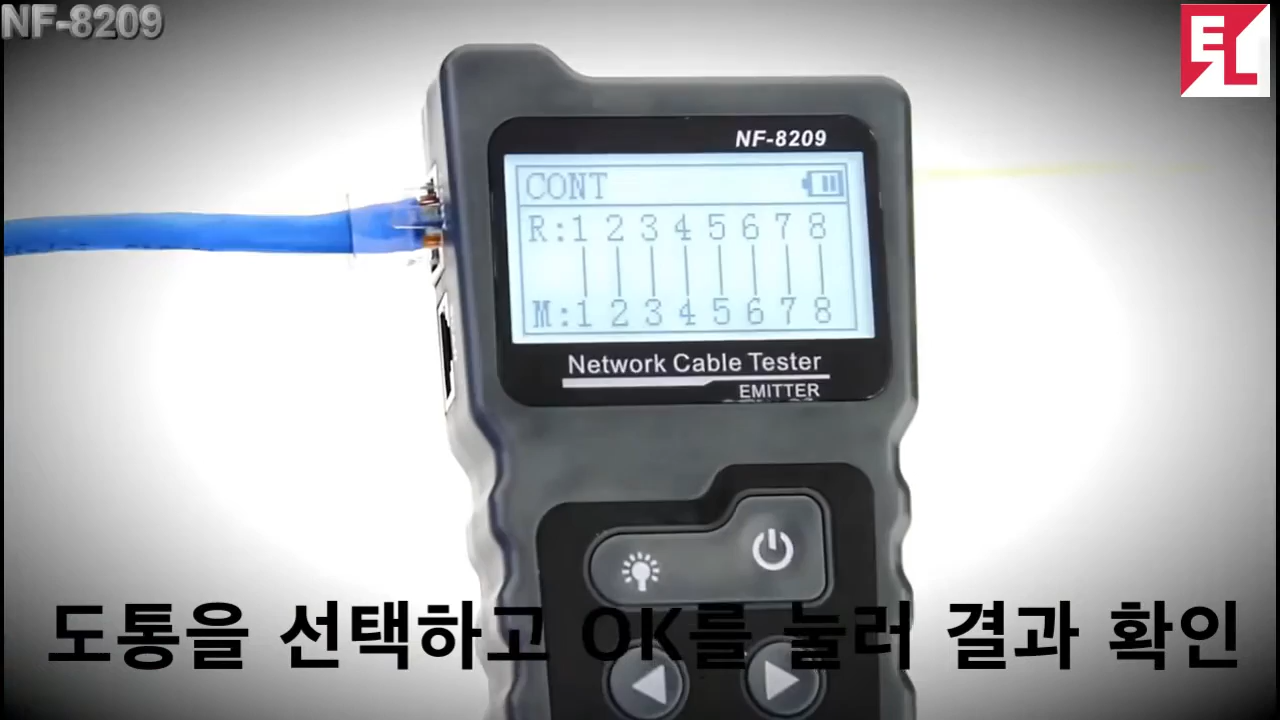 NF-8209
EL
NF-8209
CONT
R:1 2 3 4 5 6 7 8
M:1 2 3 4 5 6 7 8
Network Cable Tester
EMITTER
도통을 선택하고 OK를 눌러 결과 확인